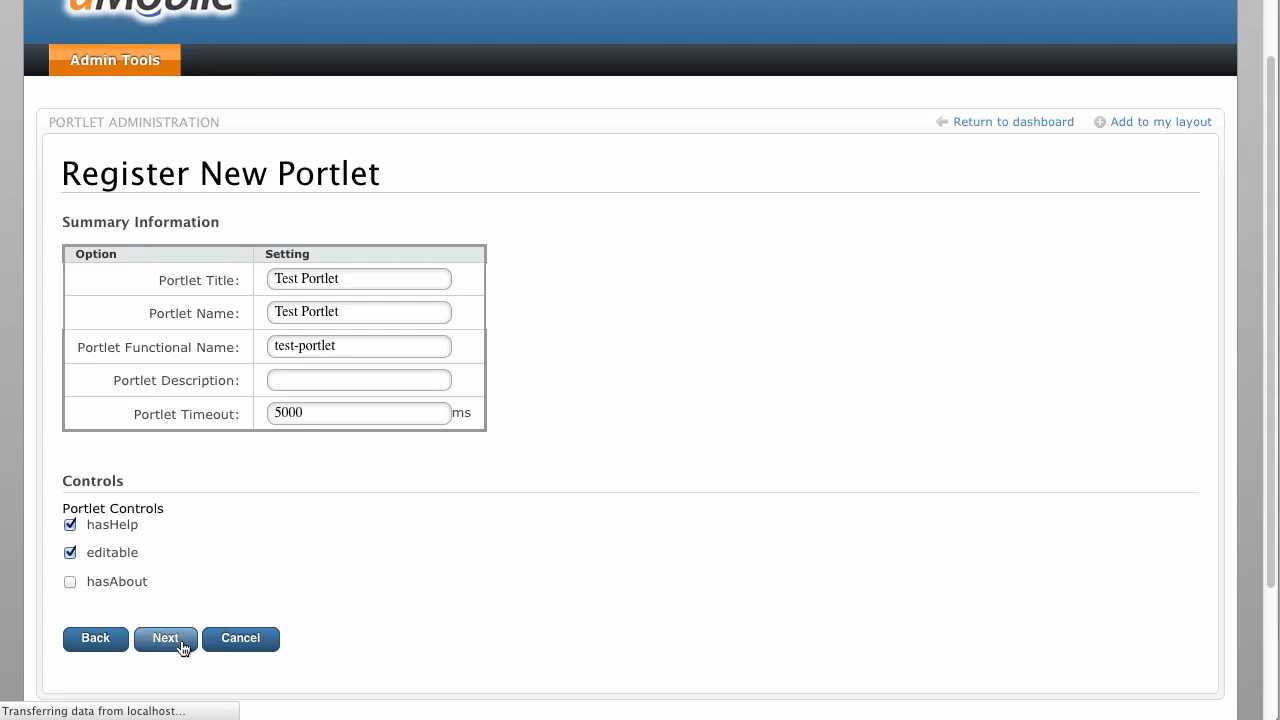 uMobile
Admin Tools
PORTLET ADMINISTRATION
Return to dashboard
Add to my layout
Register New Portlet
Summary Information
Option Setting
Portlet Title: Test Portlet
Portlet Name: Test Portlet
Portlet Functional Name: test-portlet
Portlet Description:
Portlet Timeout: 5000 ms
Controls
Portlet Controls
hasHelp
editable
hasAbout
Back Next Cancel
Transferring data from localhost...